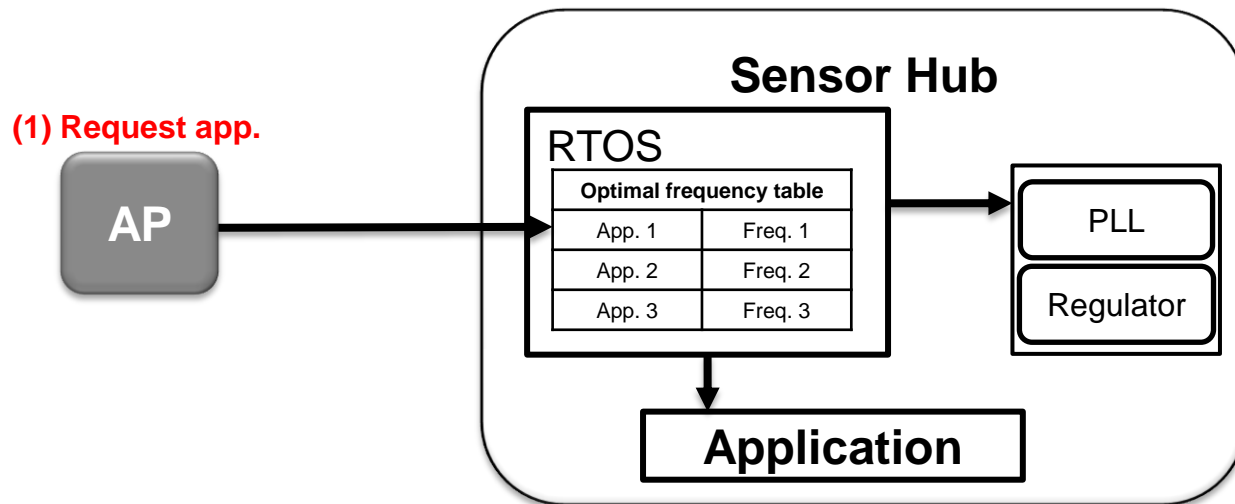 Sensor Hub
(1) Request app.
AP
RTOS
Optimal frequency table
App. 1 Freq. 1
App. 2 Freq. 2
App. 3 Freq. 3
PLL
Regulator
Application